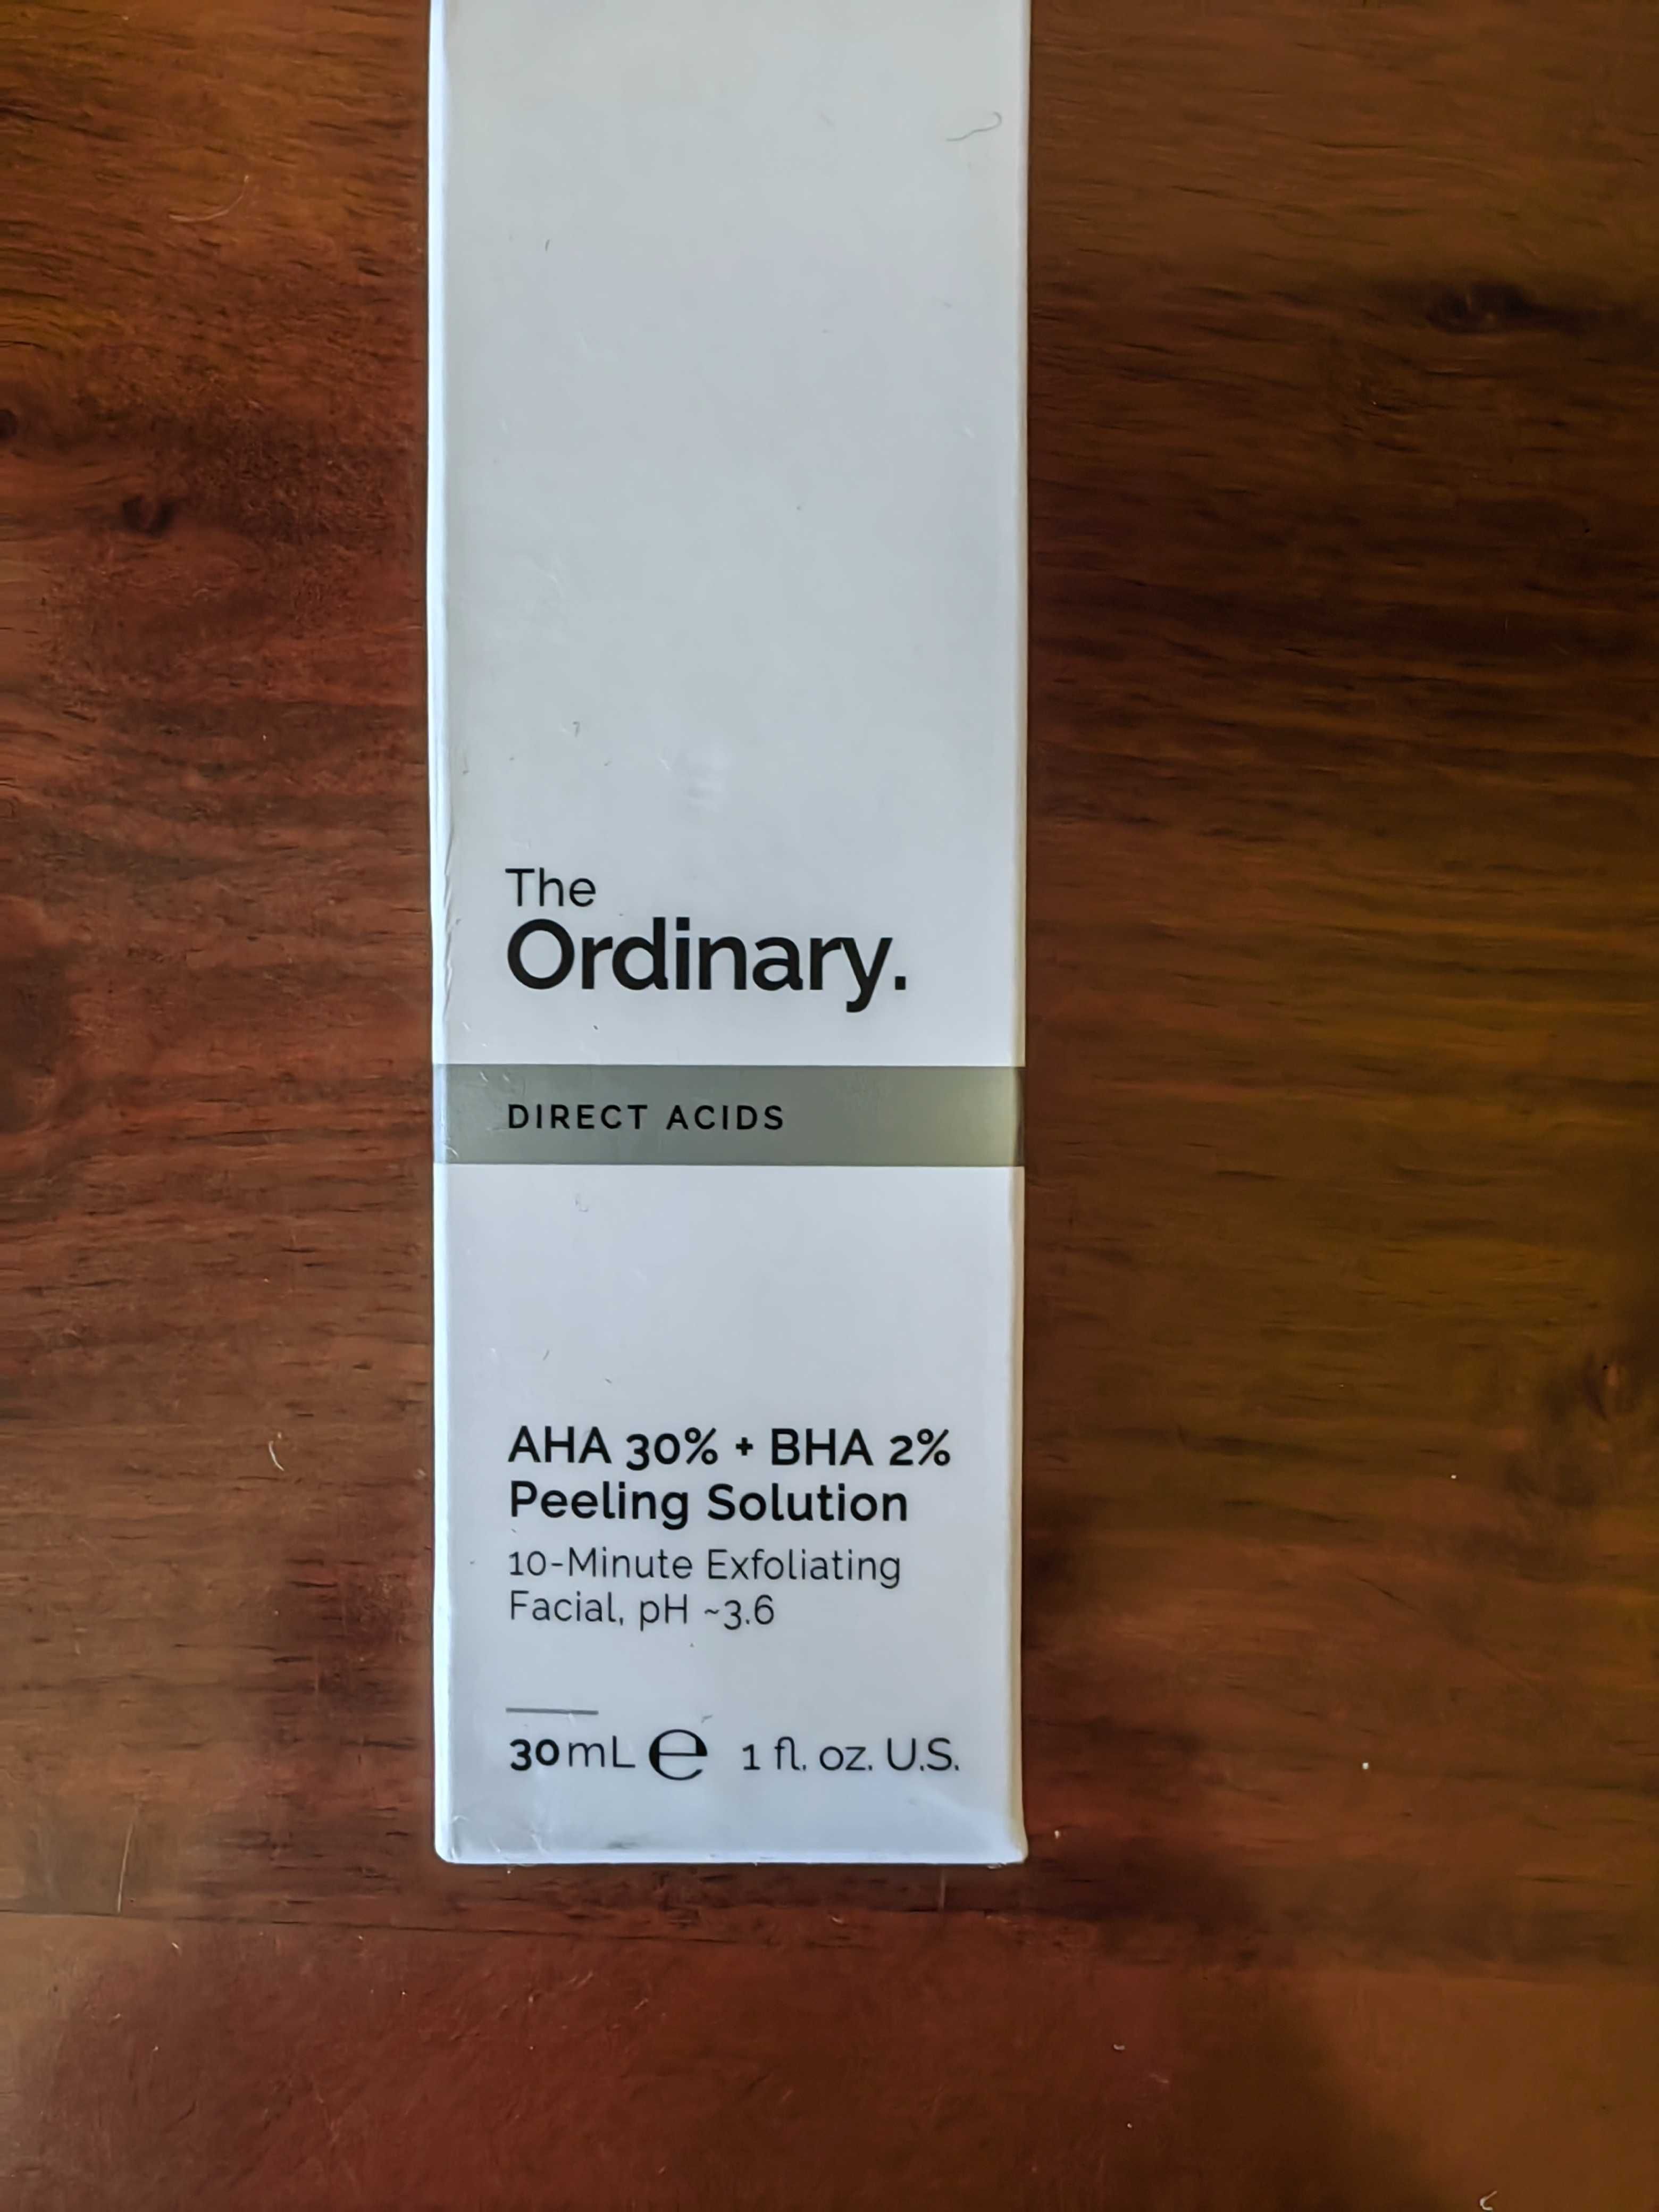 The
Ordinary.
DIRECT ACIDS
AHA 30% + BHA 2%
Peeling Solution
10-Minute Exfoliating
Facial, pH ~3.6
30mL ℮ 1 fl. oz. U.S.